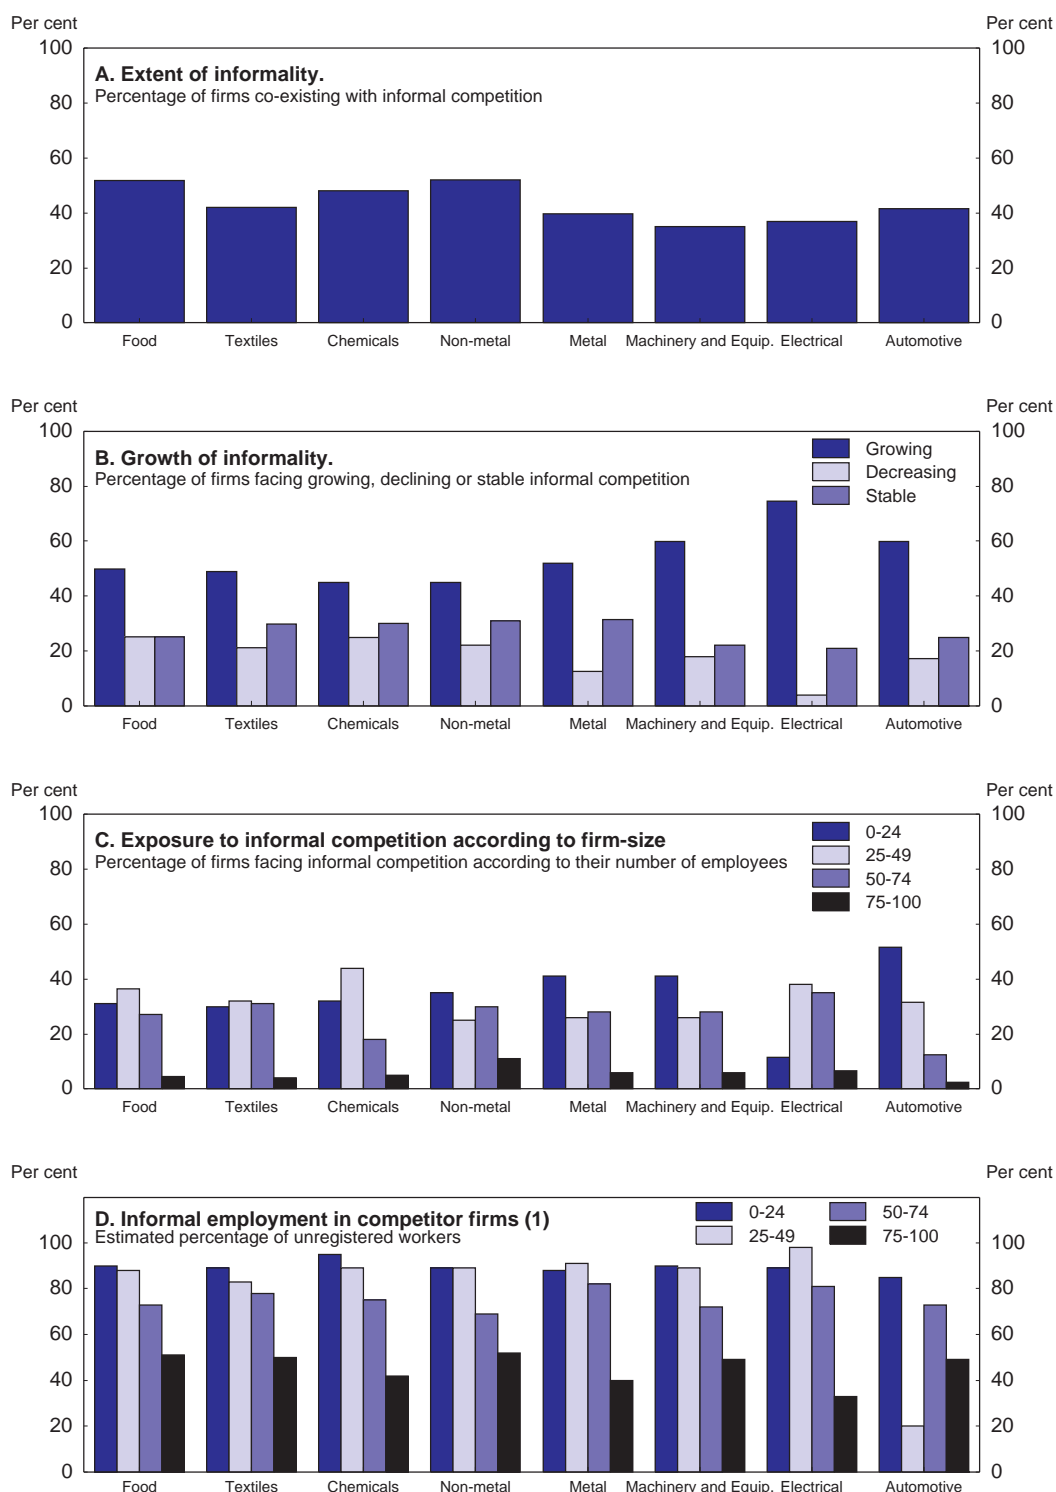 Per cent Per cent
100 100
A. Extent of informality.
Percentage of firms co-existing with informal competition
80 80
60 60
40 40
20 20
0 0
Food Textiles Chemicals Non-metal Metal Machinery and Equip. Electrical Automotive
Per cent Per cent
100 100
B. Growth of informality.
Percentage of firms facing growing, declining or stable informal competition
Growing
Decreasing
Stable
80 80
60 60
40 40
20 20
0 0
Food Textiles Chemicals Non-metal Metal Machinery and Equip. Electrical Automotive
Per cent Per cent
100 100
C. Exposure to informal competition according to firm-size
Percentage of firms facing informal competition according to their number of employees
0-24
25-49
50-74
75-100
80 80
60 60
40 40
20 20
0 0
Food Textiles Chemicals Non-metal Metal Machinery and Equip. Electrical Automotive
Per cent Per cent
D. Informal employment in competitor firms (1)
Estimated percentage of unregistered workers
0-24 50-74
25-49 75-100
100 100
80 80
60 60
40 40
20 20
0 0
Food Textiles Chemicals Non-metal Metal Machinery and Equip. Electrical Automotive